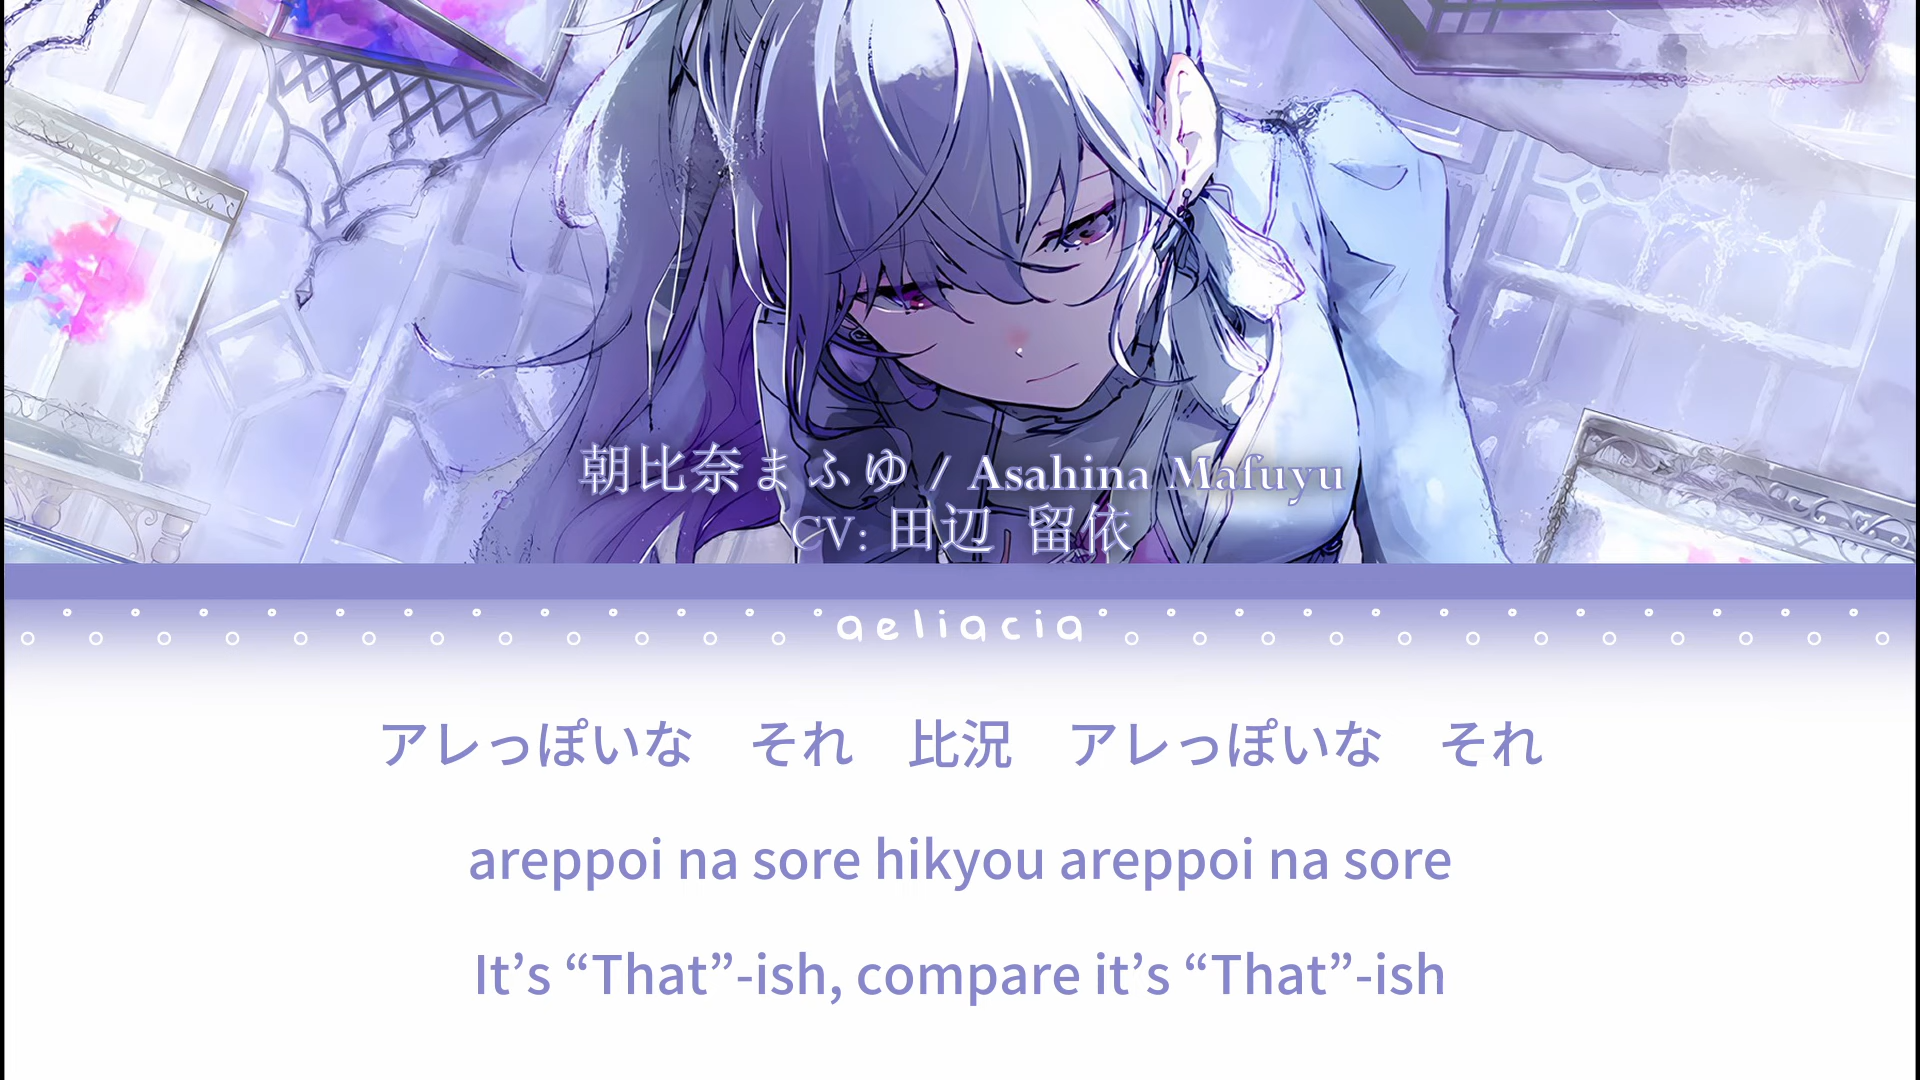 朝比奈まふゆ / Asahina Mafuyu
CV: 田辺 留依
aeliacia
アレっぽいな　それ　比況　アレっぽいな　それ
areppoi na sore hikyou areppoi na sore
It’s “That”-ish, compare it’s “That”-ish